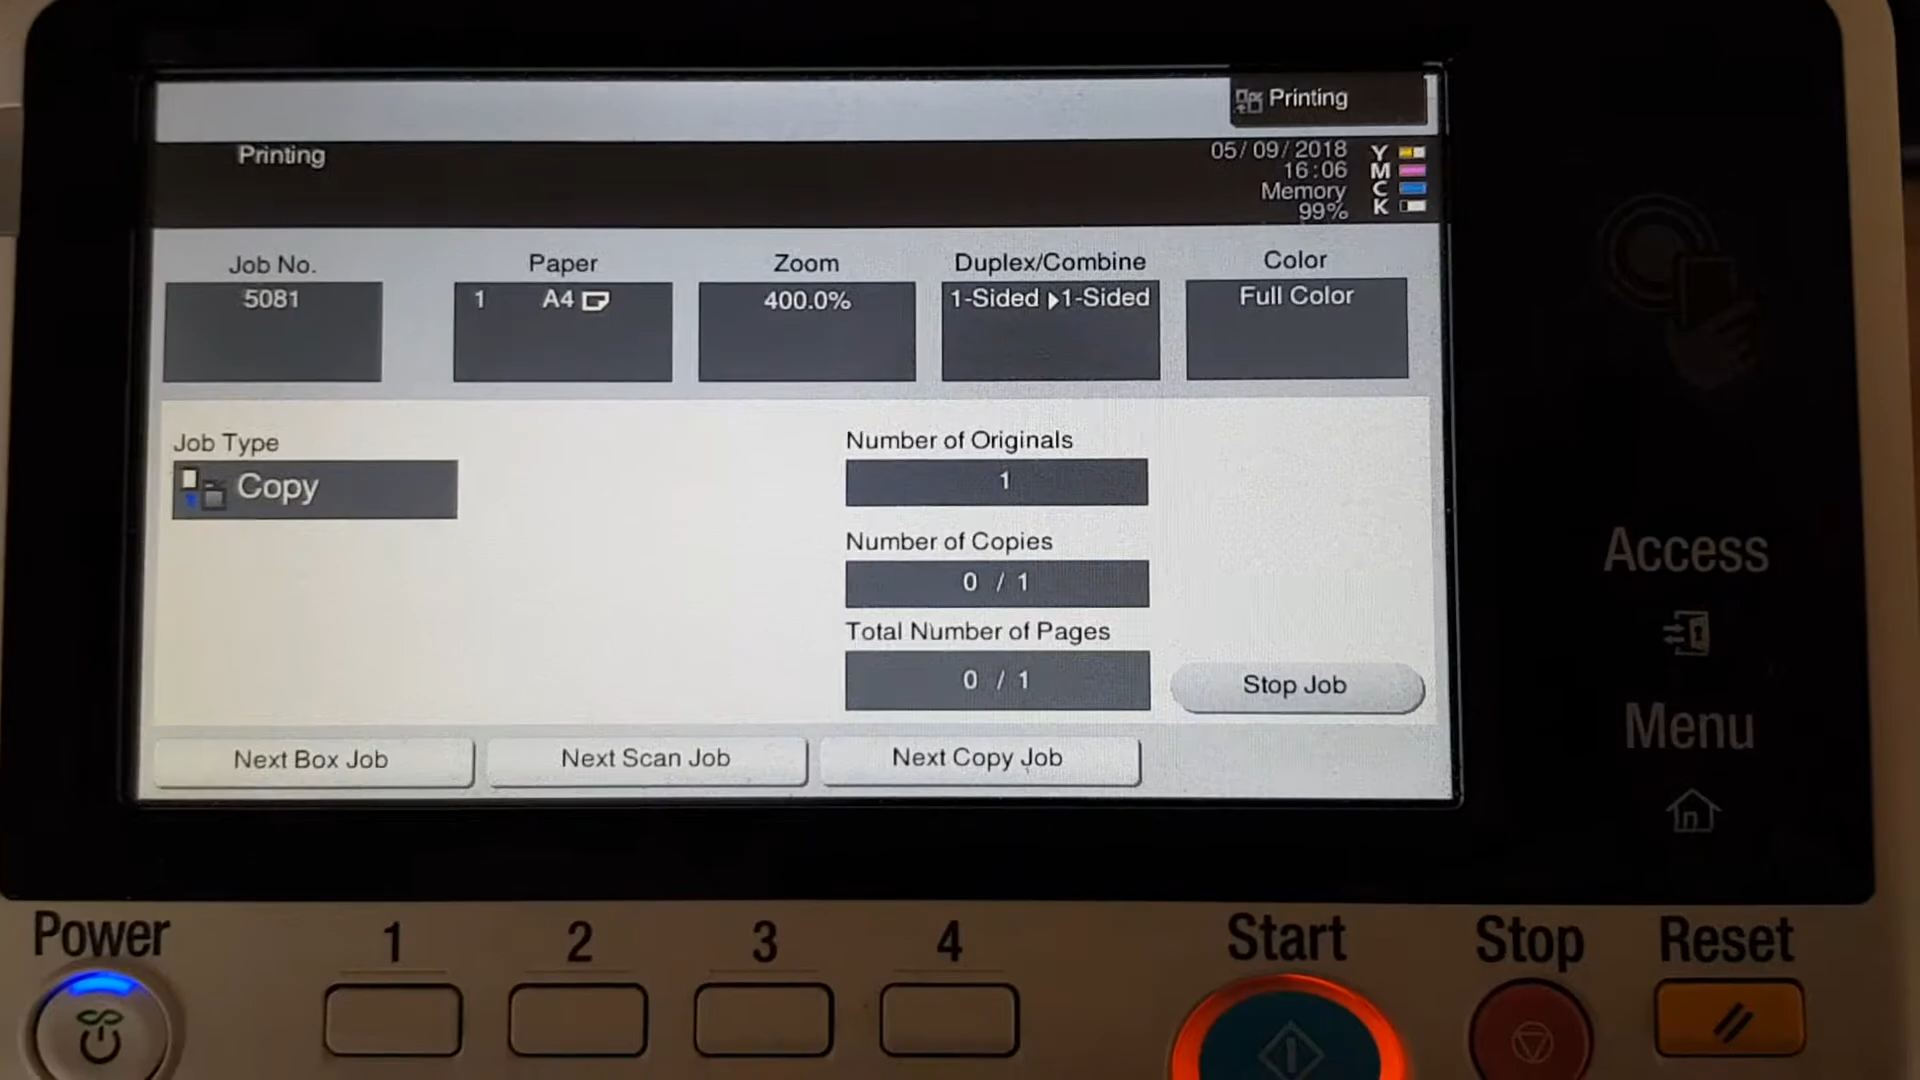 Printing
Printing
05/09/2018
16:06
Memory
99%
Y
M
C
K
Job No.
5081
Paper
1 A4
Zoom
400.0%
Duplex/Combine
1-Sided ▶1-Sided
Color
Full Color
Job Type
Copy
Number of Originals
1
Number of Copies
0 / 1
Total Number of Pages
0 / 1
Stop Job
Next Box Job
Next Scan Job
Next Copy Job
Access
Menu
Power
1
2
3
4
Start
Stop
Reset